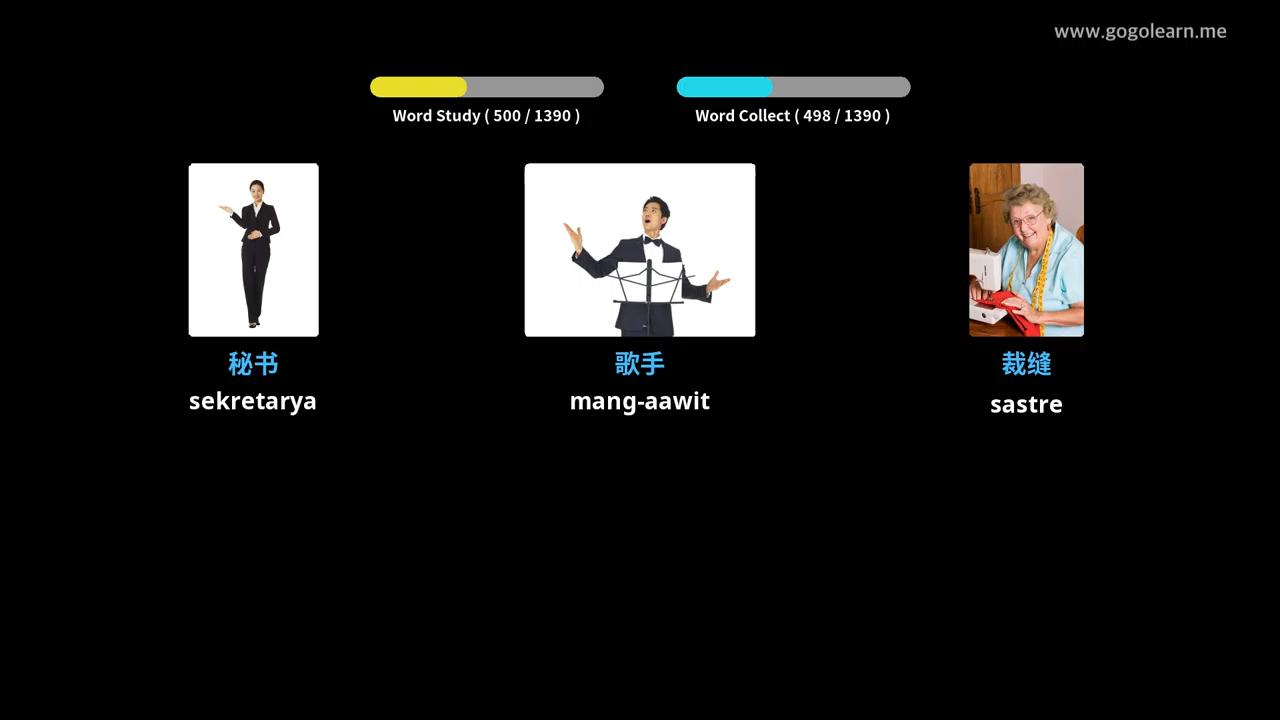 www.gogolearn.me
Word Study ( 500 / 1390 )
Word Collect ( 498 / 1390 )
秘书
歌手
裁缝
sekretarya
mang-aawit
sastre